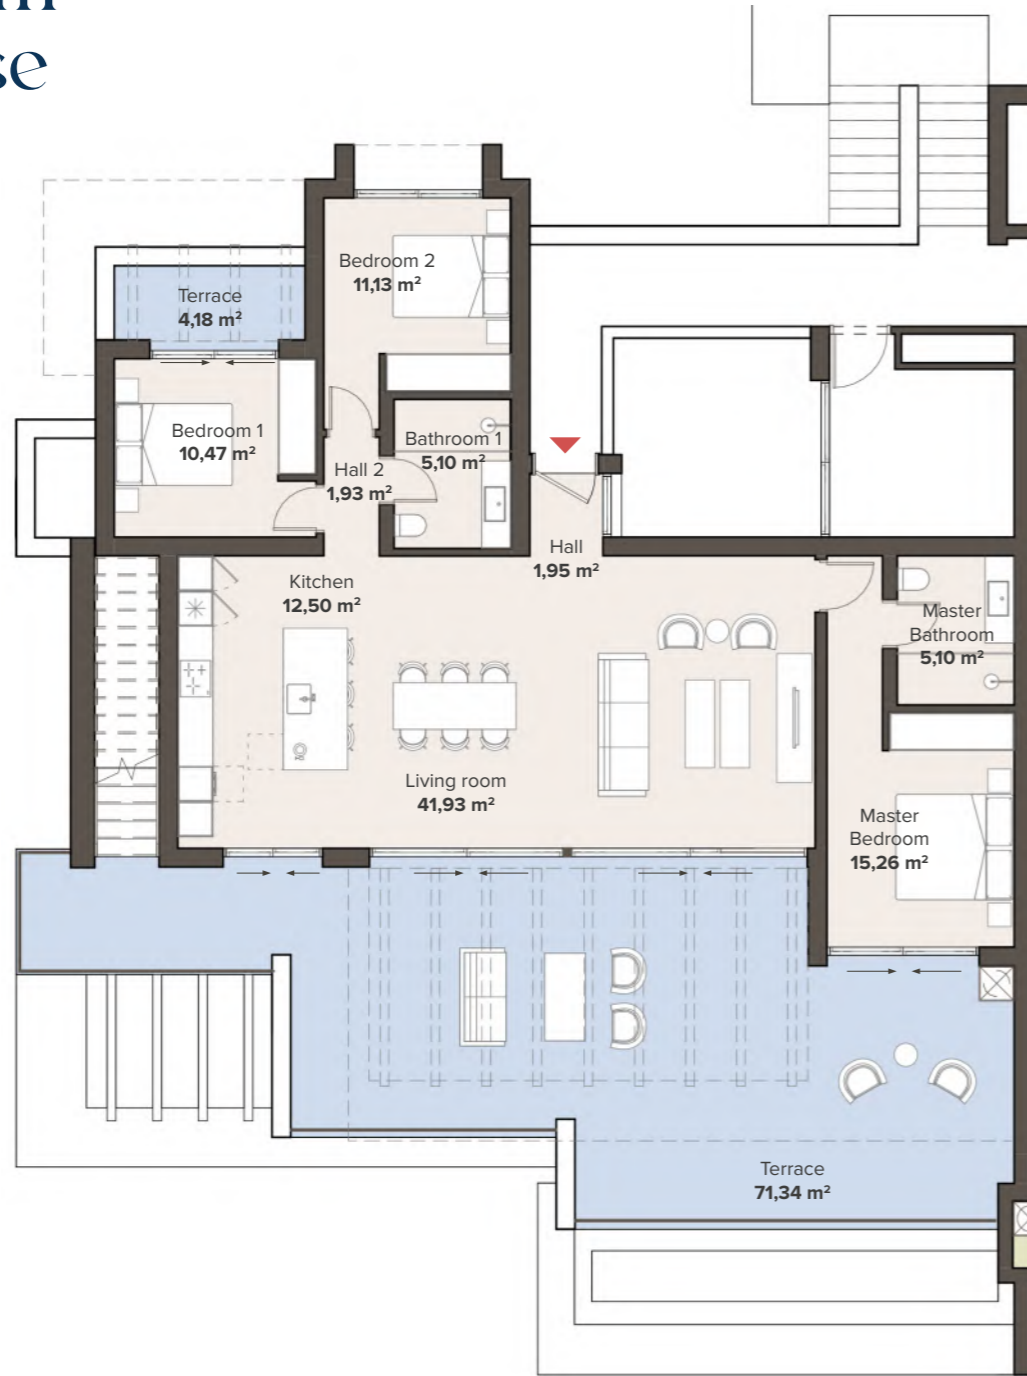 se
Bedroom 2
11,13 m²
Terrace
4,18 m²
Bedroom 1
10,47 m²
Bathroom 1
5,10 m²
Hall 2
1,93 m²
Hall
1,95 m²
Kitchen
12,50 m²
Master
Bathroom
5,10 m²
Living room
41,93 m²
Master
Bedroom
15,26 m²
Terrace
71,34 m²